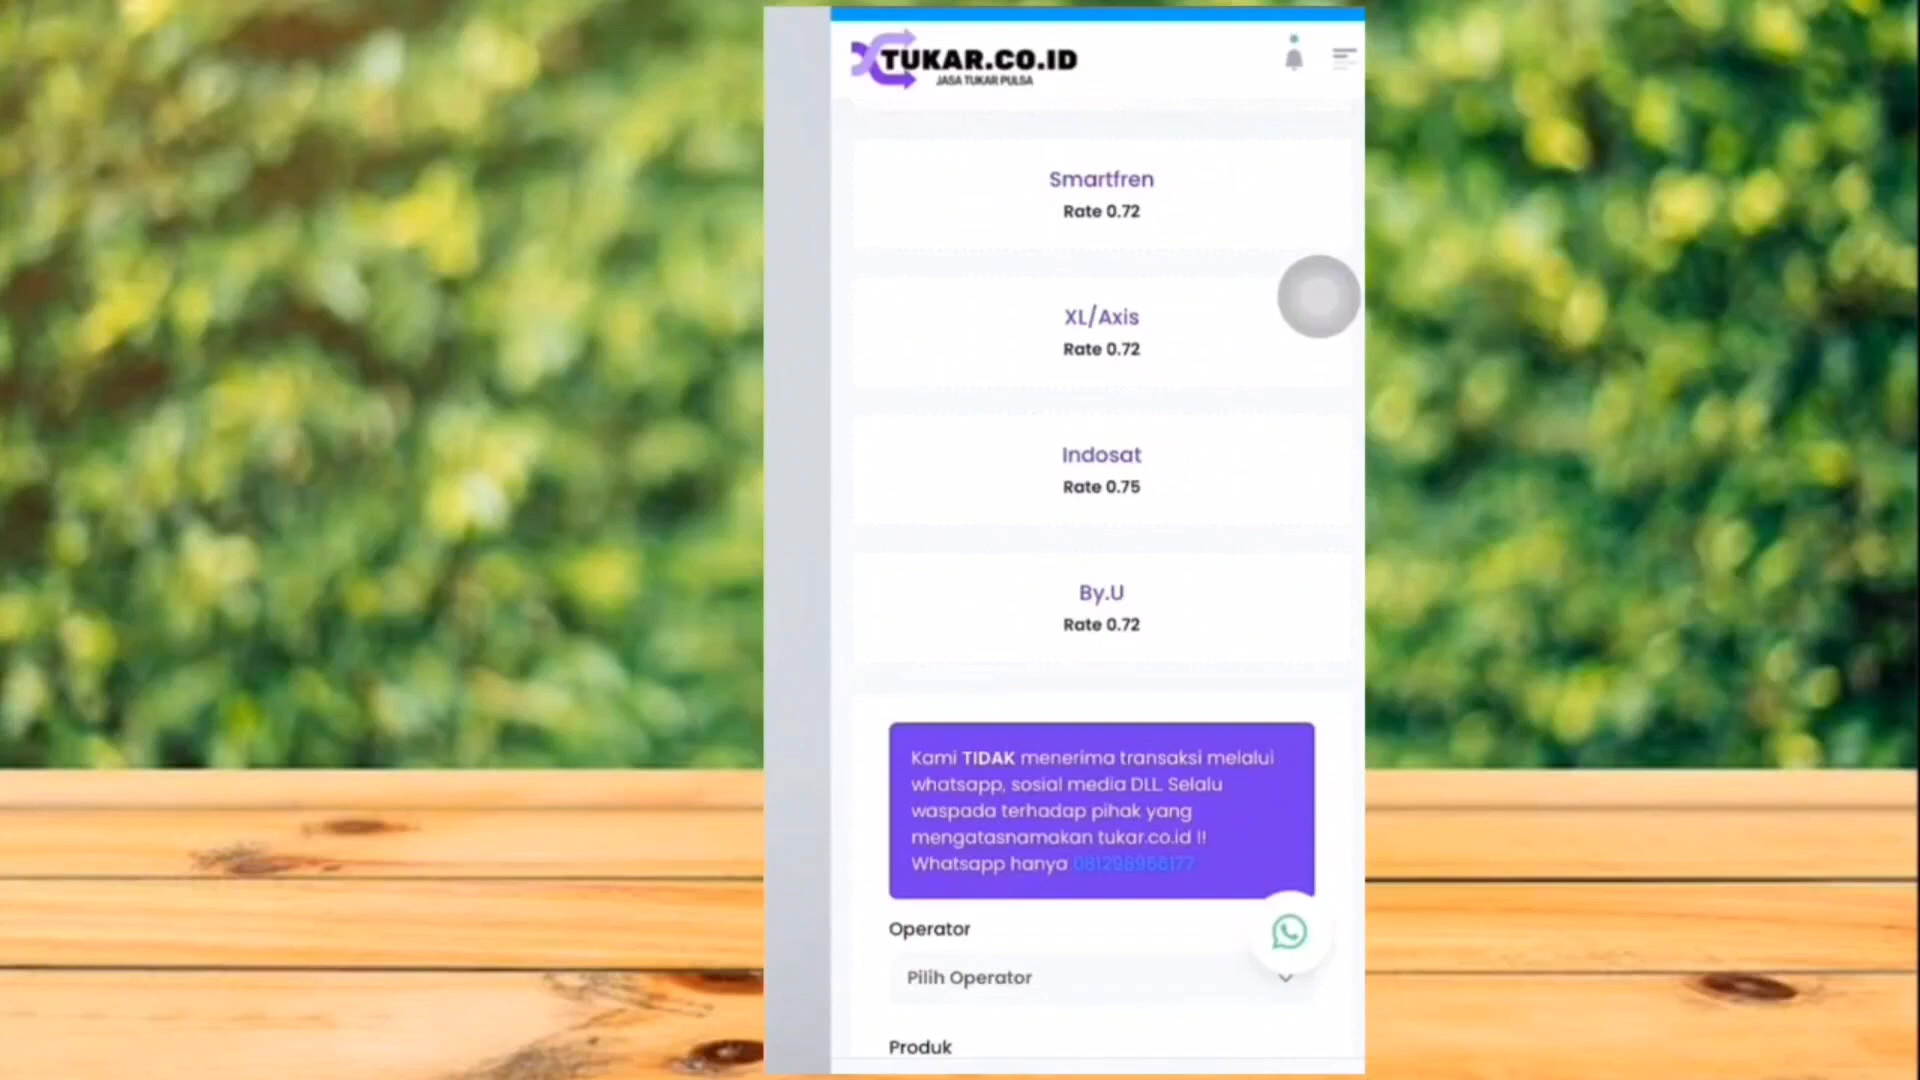 TUKAR.CO.ID
JASA TUKAR PULSA
Smartfren
Rate 0.72
XL/Axis
Rate 0.72
Indosat
Rate 0.75
By.U
Rate 0.72
Kami TIDAK menerima transaksi melalui
whatsapp, sosial media DLL. Selalu
waspada terhadap pihak yang
mengatasnamakan tukar.co.id !!
Whatsapp hanya
Operator
Pilih Operator
Produk